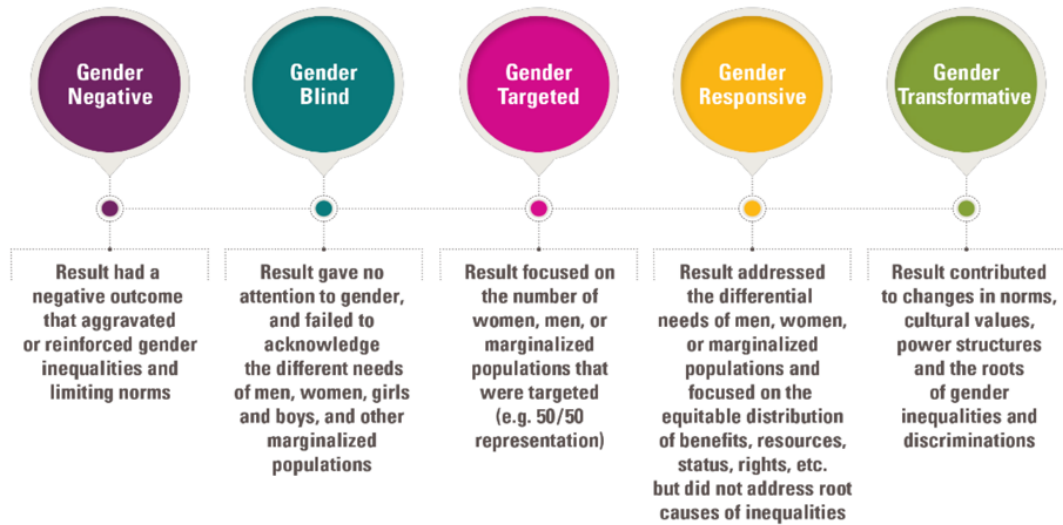 Gender
Negative
Gender
Blind
Gender
Targeted
Gender
Responsive
Gender
Transformative
Result had a
negative outcome
that aggravated
or reinforced gender
inequalities and
limiting norms
Result gave no
attention to gender,
and failed to
acknowledge
the different needs
of men, women, girls
and boys, and other
marginalized
populations
Result focused on
the number of
women, men, or
marginalized
populations that
were targeted
(e.g. 50/50
representation)
Result addressed
the differential
needs of men, women,
or marginalized
populations and
focused on the
equitable distribution
of benefits, resources,
status, rights, etc.
but did not address root
causes of inequalities
Result contributed
to changes in norms,
cultural values,
power structures
and the roots
of gender
inequalities and
discriminations